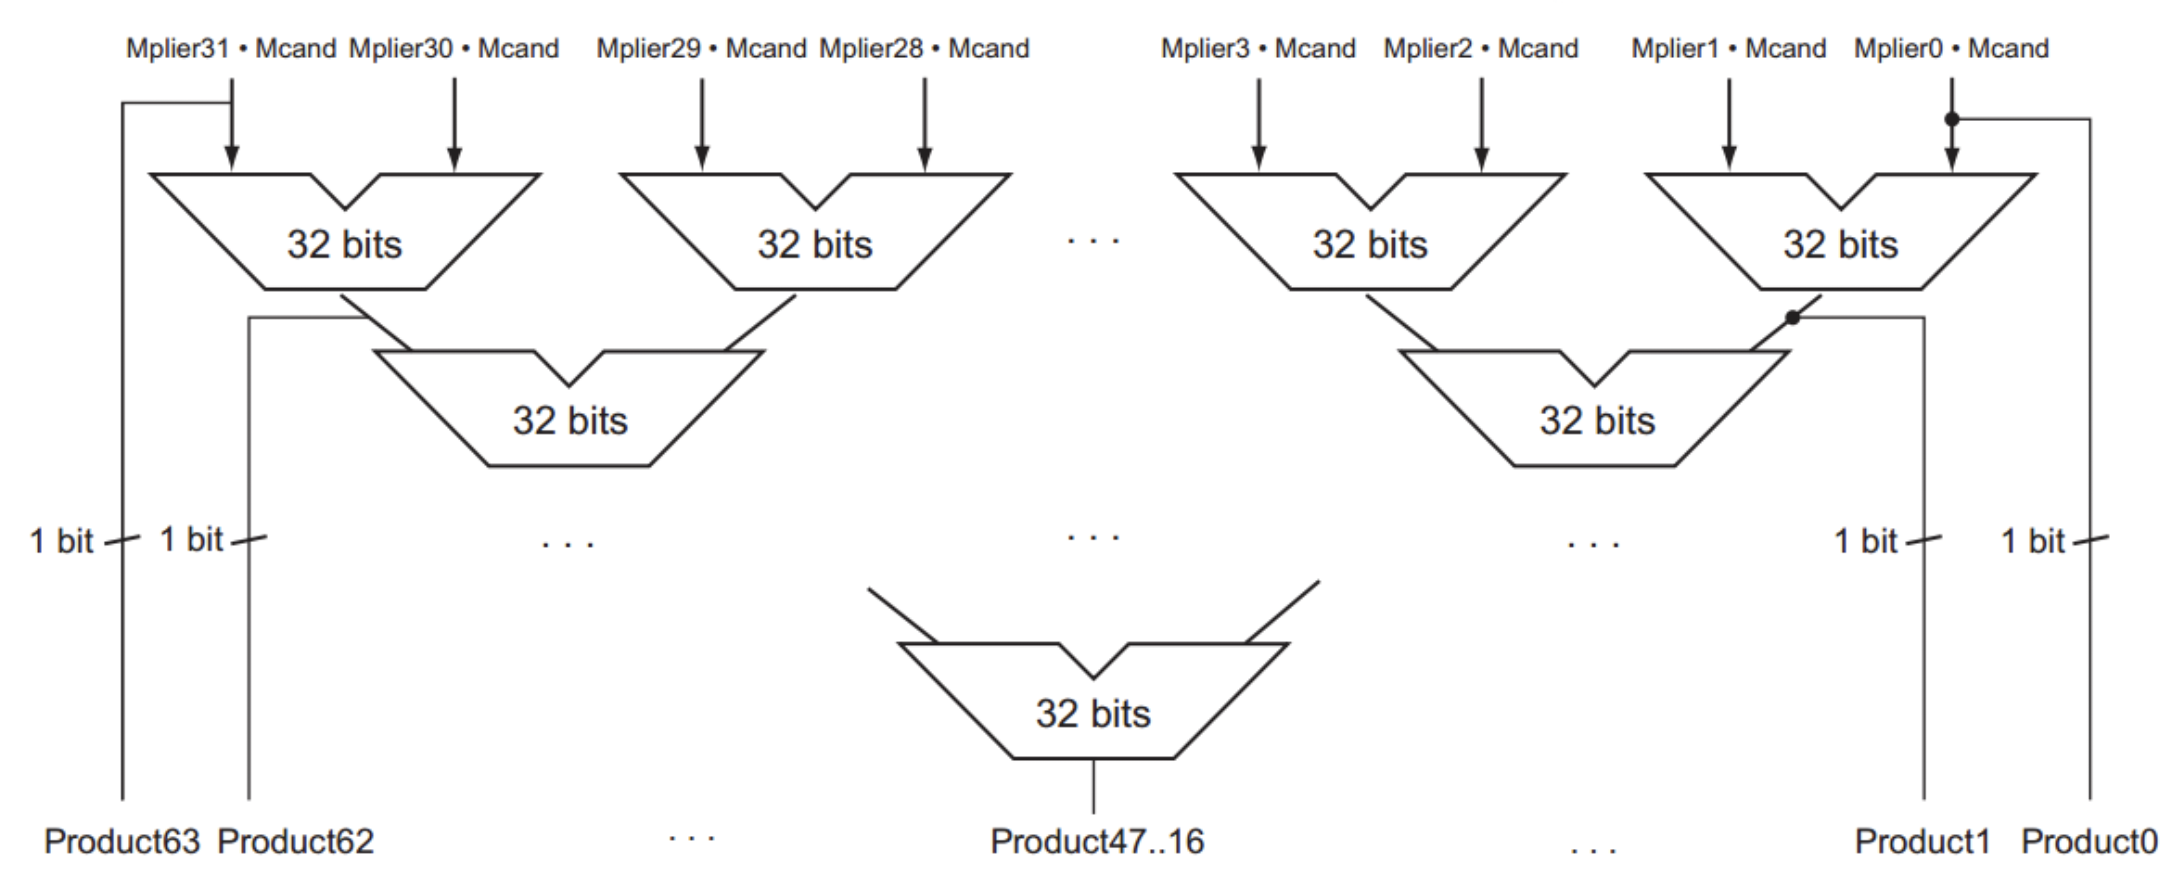 Mplier31 • Mcand Mplier30 • Mcand Mplier29 • Mcand Mplier28 • Mcand Mplier3 • Mcand Mplier2 • Mcand Mplier1 • Mcand Mplier0 • Mcand
32 bits 32 bits . . . 32 bits 32 bits
32 bits 32 bits
1 bit 1 bit . . . . . . . . . 1 bit 1 bit
32 bits
Product63 Product62 . . . Product47..16 . . . Product1 Product0